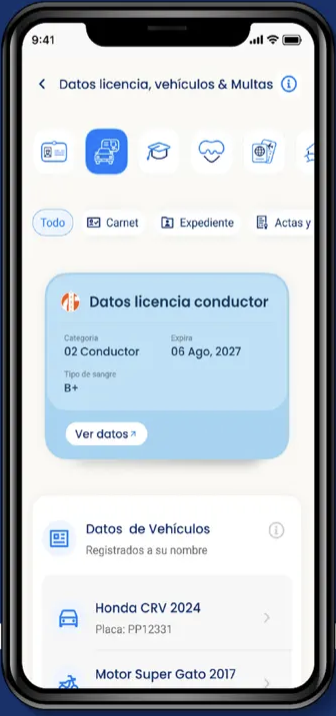 9:41
Datos licencia, vehículos & Multas
Todo
Carnet
Expediente
Actas y
Datos licencia conductor
Categoria
Expira
02 Conductor
06 Ago, 2027
Tipo de sangre
B+
Ver datos
Datos de Vehículos
Registrados a su nombre
Honda CRV 2024
Placa: PP12331
Motor Super Gato 2017